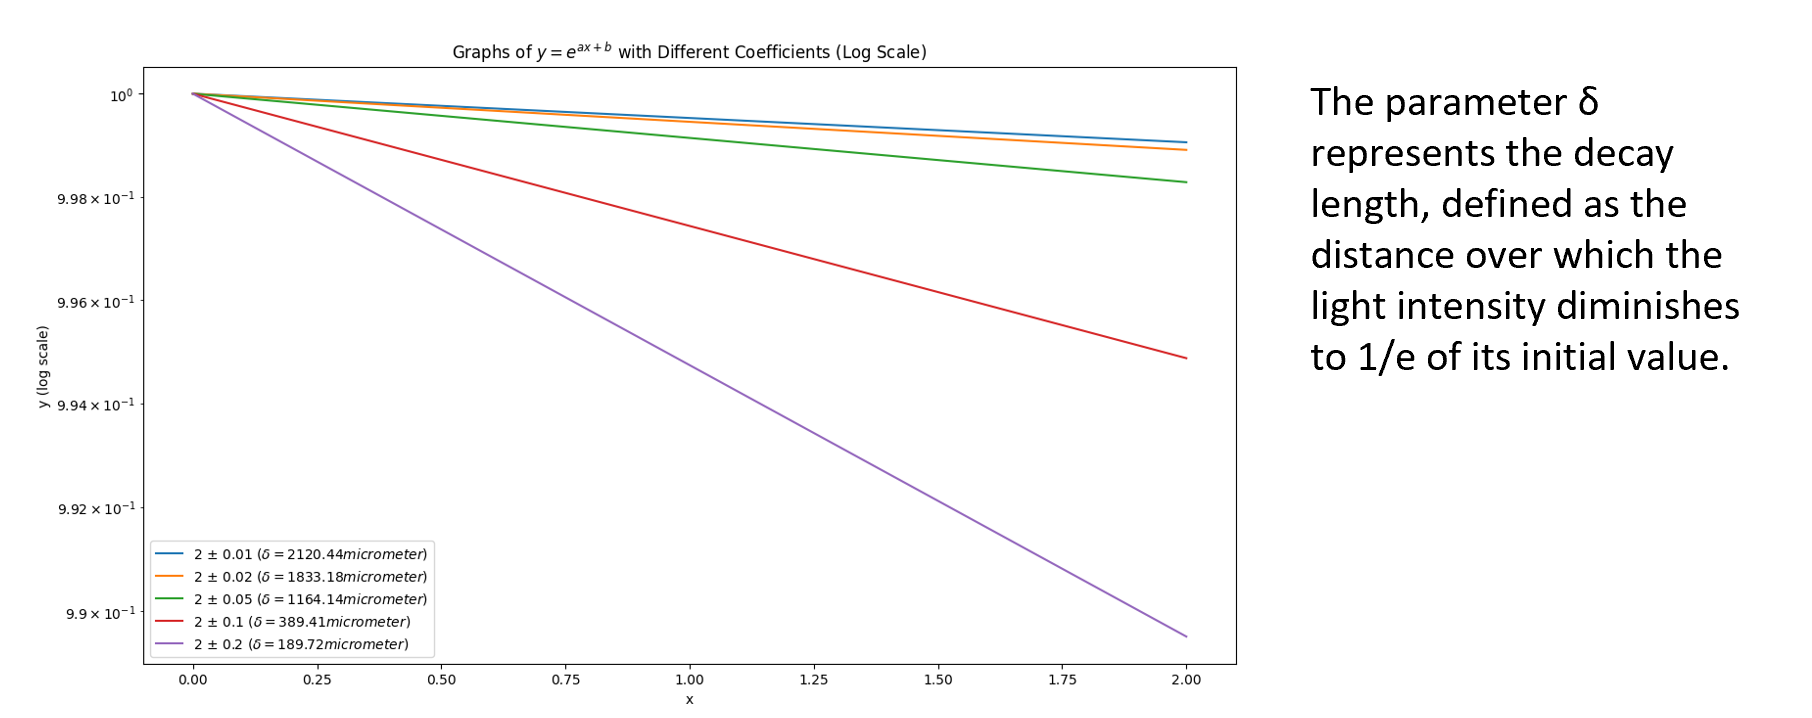 Graphs of y = e^{ax+b} with Different Coefficients (Log Scale)
10⁰
9.98 × 10⁻¹
9.96 × 10⁻¹
9.94 × 10⁻¹
9.92 × 10⁻¹
9.9 × 10⁻¹
y (log scale)
2 ± 0.01 (δ = 2120.44micrometer)
2 ± 0.02 (δ = 1833.18micrometer)
2 ± 0.05 (δ = 1164.14micrometer)
2 ± 0.1 (δ = 389.41micrometer)
2 ± 0.2 (δ = 189.72micrometer)
0.00 0.25 0.50 0.75 1.00 1.25 1.50 1.75 2.00
x
The parameter δ
represents the decay
length, defined as the
distance over which the
light intensity diminishes
to 1/e of its initial value.